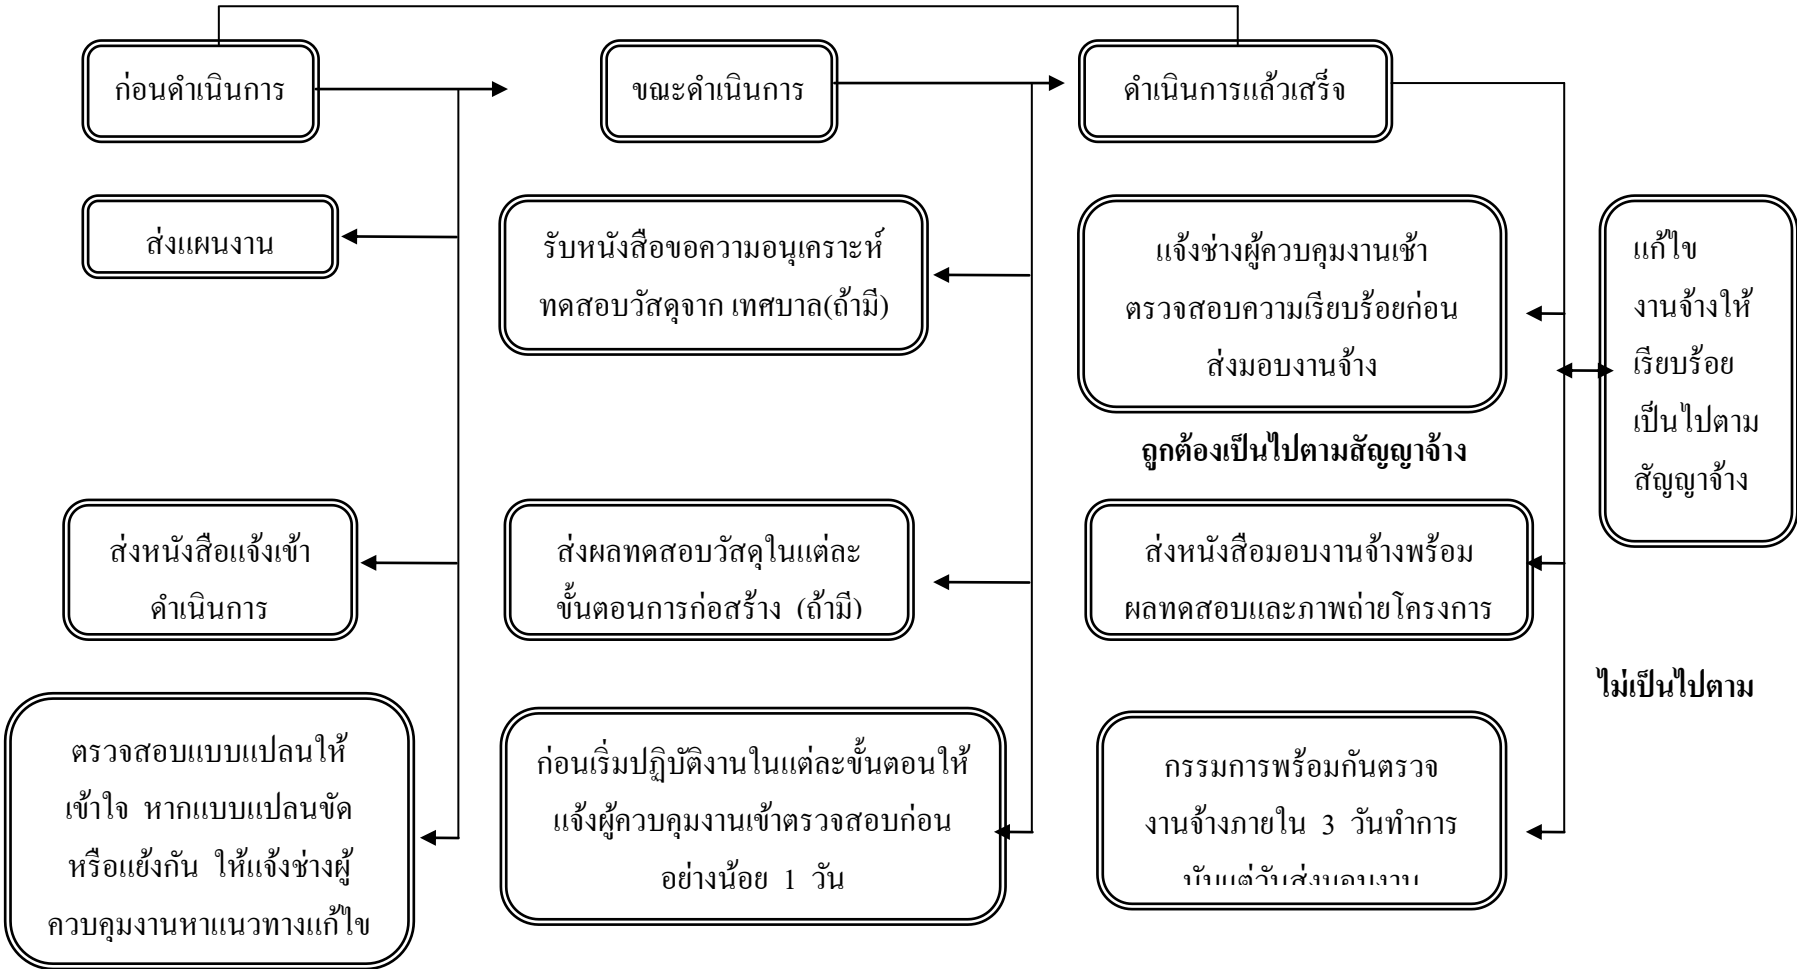 ก่อนดำเนินการ
ขณะดำเนินการ
ดำเนินการแล้วเสร็จ
ส่งแผนงาน
รับหนังสือขอความอนุเคราะห์
ทดสอบวัสดุจาก เทศบาล(ถ้ามี)
แจ้งช่างผู้ควบคุมงานเช้า
ตรวจสอบความเรียบร้อยก่อน
ส่งมอบงานจ้าง
แก้ไข
งานจ้างให้
เรียบร้อย
เป็นไปตาม
สัญญาจ้าง
ถูกต้องเป็นไปตามสัญญาจ้าง
ส่งหนังสือแจ้งเข้า
ดำเนินการ
ส่งผลทดสอบวัสดุในแต่ละ
ขั้นตอนการก่อสร้าง (ถ้ามี)
ส่งหนังสือมอบงานจ้างพร้อม
ผลทดสอบและภาพถ่ายโครงการ
ไม่เป็นไปตาม
ตรวจสอบแบบแปลนให้
เข้าใจ หากแบบแปลนขัด
หรือแย้งกัน ให้แจ้งช่างผู้
ควบคุมงานหาแนวทางแก้ไข
ก่อนเริ่มปฏิบัติงานในแต่ละขั้นตอนให้
แจ้งผู้ควบคุมงานเข้าตรวจสอบก่อน
อย่างน้อย 1 วัน
กรรมการพร้อมกันตรวจ
งานจ้างภายใน 3 วันทำการ
นับแต่วันส่งมอบงาน